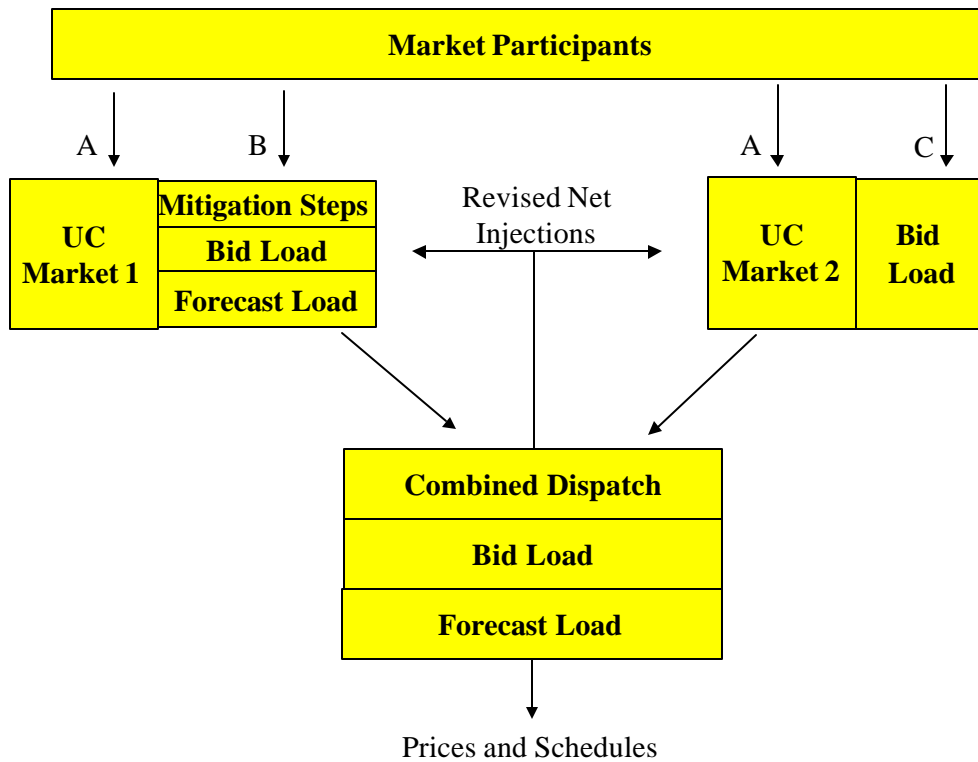 Market Participants
A
B
A
C
UC
Market 1
Mitigation Steps
Bid Load
Forecast Load
Revised Net
Injections
UC
Market 2
Bid
Load
Combined Dispatch
Bid Load
Forecast Load
Prices and Schedules